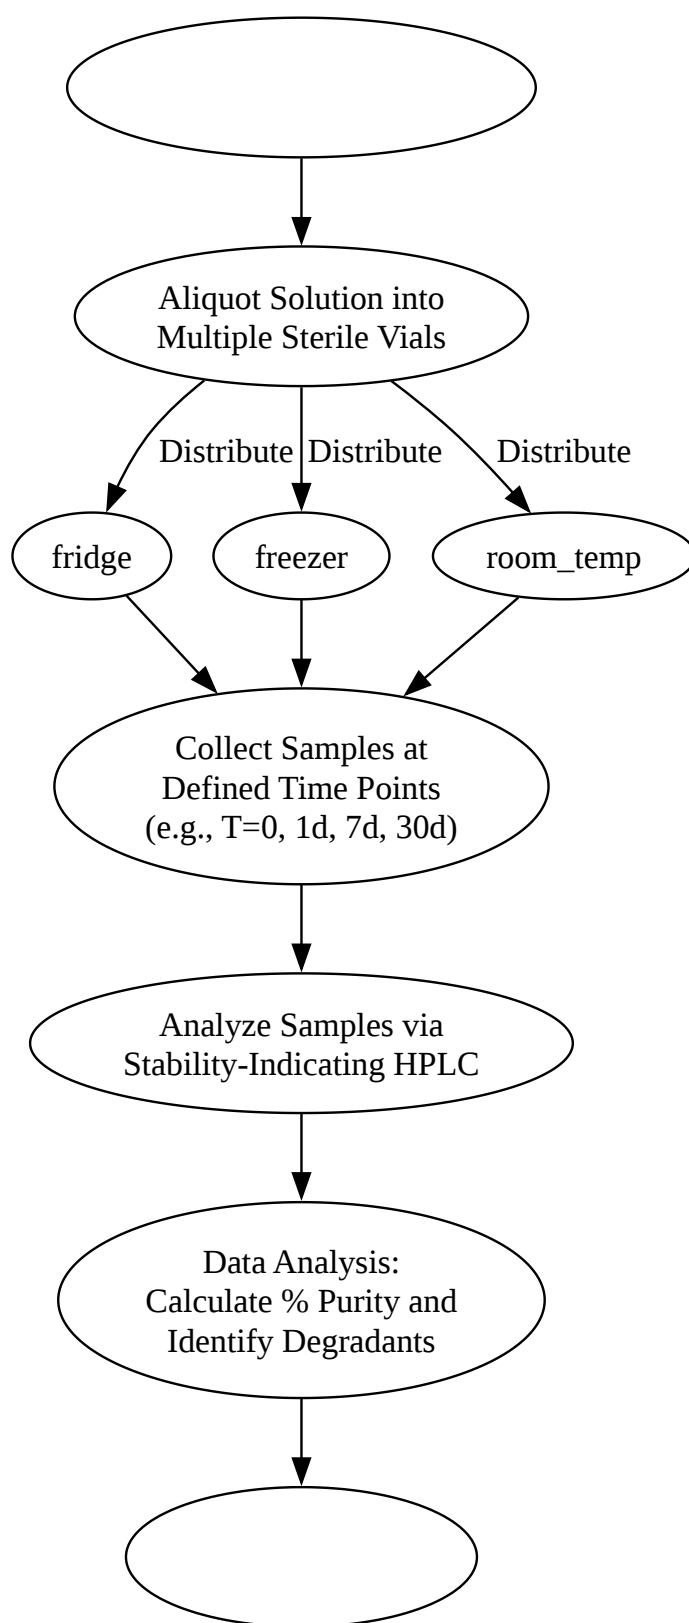 Aliquot Solution into
Multiple Sterile Vials
Distribute
Distribute
Distribute
fridge
freezer
room_temp
Collect Samples at
Defined Time Points
(e.g., T=0, 1d, 7d, 30d)
Analyze Samples via
Stability-Indicating HPLC
Data Analysis:
Calculate % Purity and
Identify Degradants